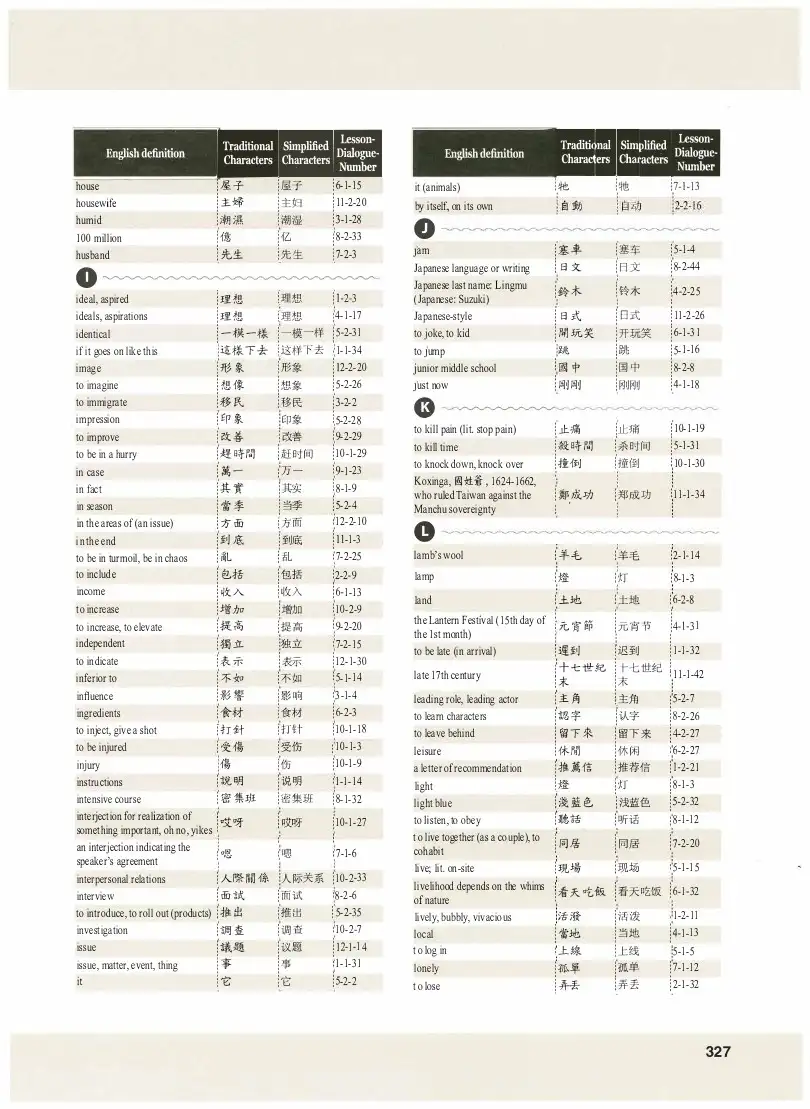 English definition Traditional Characters Simplified Characters Lesson-Dialogue-Number
house 屋子 屋子 6-1-15
housewife 主婦 主妇 11-2-20
humid 潮濕 潮湿 3-1-28
100 million 億 亿 8-2-33
husband 先生 先生 7-2-3
I
ideal, aspired 理想 理想 1-2-3
ideals, aspirations 理想 理想 4-1-17
identical 一模一樣 一模一样 5-2-31
if it goes on like this 這樣下去 这样下去 1-1-34
image 形象 形象 12-2-20
to imagine 想像 想象 5-2-26
to immigrate 移民 移民 3-2-2
impression 印象 印象 5-2-28
to improve 改善 改善 9-2-29
to be in a hurry 趕時間 赶时间 10-1-29
in case 萬一 万一 9-1-23
in fact 其實 其实 8-1-9
in season 當季 当季 5-2-4
in the areas of (an issue) 方面 方面 12-2-10
in the end 到底 到底 11-1-3
to be in turmoil, be in chaos 亂 乱 7-2-25
to include 包括 包括 2-2-9
income 收入 收入 6-1-13
to increase 增加 增加 10-2-9
to increase, to elevate 提高 提高 9-2-20
independent 獨立 独立 7-2-15
to indicate 表示 表示 12-1-30
inferior to 不如 不如 5-1-14
influence 影響 影响 3-1-4
ingredients 食材 食材 6-2-3
to inject, give a shot 打針 打针 10-1-18
to be injured 受傷 受伤 10-1-3
injury 傷 伤 10-1-9
instructions 說明 说明 1-1-14
intensive course 密集班 密集班 8-1-32
interjection for realization of
something important, oh no, yikes 哎呀 哎呀 10-1-27
an interjection indicating the
speaker's agreement 嗯 嗯 7-1-6
interpersonal relations 人際關係 人际关系 10-2-33
interview 面試 面试 8-2-6
to introduce, to roll out (products) 推出 推出 5-2-35
investigation 調查 调查 10-2-7
issue 議題 议题 12-1-14
issue, matter, event, thing 事 事 1-1-31
it 它 它 5-2-2
English definition Traditional Characters Simplified Characters Lesson-Dialogue-Number
it (animals) 牠 牠 7-1-13
by itself, on its own 自動 自动 2-2-16
J
jam 塞車 塞车 5-1-4
Japanese language or writing 日文 日文 8-2-44
Japanese last name: Lingmu
(Japanese: Suzuki) 鈴木 铃木 4-2-25
Japanese-style 日式 日式 11-2-26
to joke, to kid 開玩笑 开玩笑 6-1-31
to jump 跳 跳 5-1-16
junior middle school 國中 国中 8-2-8
just now 剛剛 刚刚 4-1-18
K
to kill pain (lit. stop pain) 止痛 止痛 10-1-19
to kill time 殺時間 杀时间 5-1-31
to knock down, knock over 撞倒 撞倒 10-1-30
Koxinga, 國姓爺, 1624-1662,
who ruled Taiwan against the
Manchu sovereignty 鄭成功 郑成功 11-1-34
L
lamb's wool 羊毛 羊毛 2-1-14
lamp 燈 灯 8-1-3
land 土地 土地 6-2-8
the Lantern Festival (15th day of
the 1st month) 元宵節 元宵节 4-1-31
to be late (in arrival) 遲到 迟到 1-1-32
late 17th century 十七世紀末 十七世纪末 11-1-42
leading role, leading actor 主角 主角 5-2-7
to learn characters 認字 认字 8-2-26
to leave behind 留下來 留下来 4-2-27
leisure 休閒 休闲 6-2-27
a letter of recommendation 推薦信 推荐信 1-2-21
light 燈 灯 8-1-3
light blue 淺藍色 浅蓝色 5-2-32
to listen, to obey 聽話 听话 8-1-12
to live together (as a couple), to
cohabit 同居 同居 7-2-20
live; lit. on-site 現場 现场 5-1-15
livelihood depends on the whims
of nature 看天吃飯 看天吃饭 6-1-32
lively, bubbly, vivacious 活潑 活泼 1-2-11
local 當地 当地 4-1-13
to log in 上線 上线 5-1-5
lonely 孤單 孤单 7-1-12
to lose 弄丟 弄丢 2-1-32
327